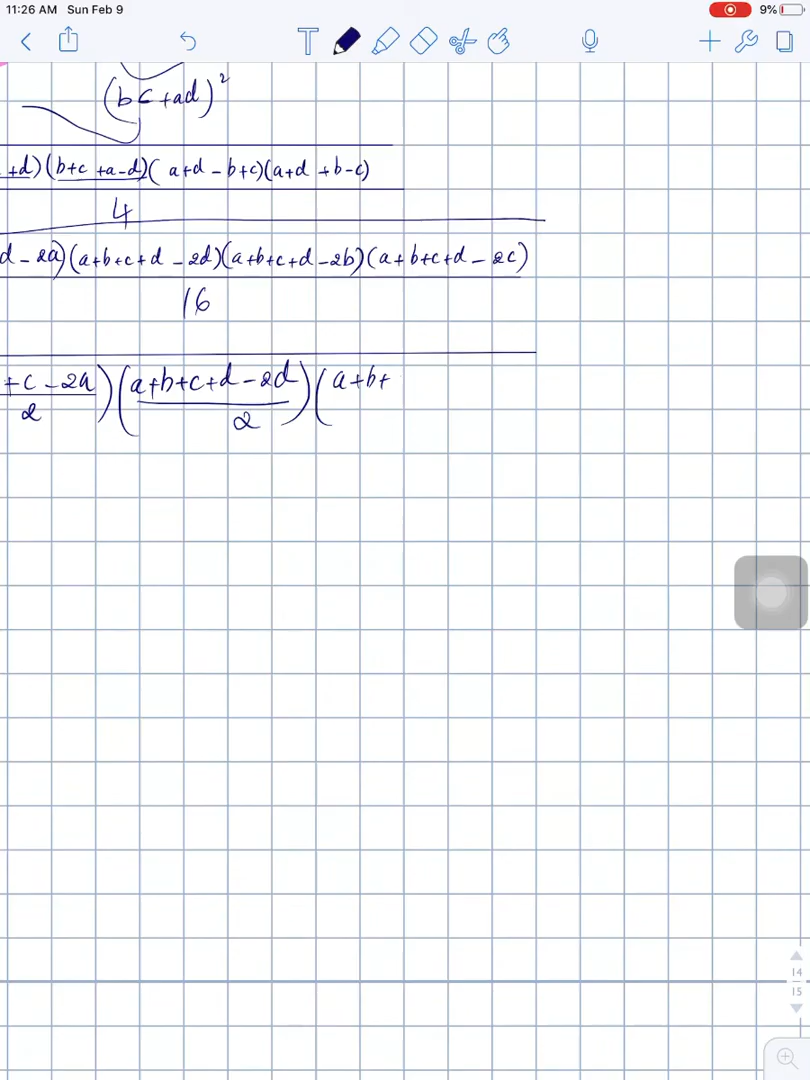 11:26 AM Sun Feb 9
9%
T
(bc+ad)²
+d)(b+c +a-d)(a+d-b+c)(a+d +b-c)
4
d-2a)(a+b+c+d-2d)(a+b+c+d-2b)(a+b+c+d-2c)
16
+c-2a)(a+b+c+d-2d)(a+b+
2 2
14
15